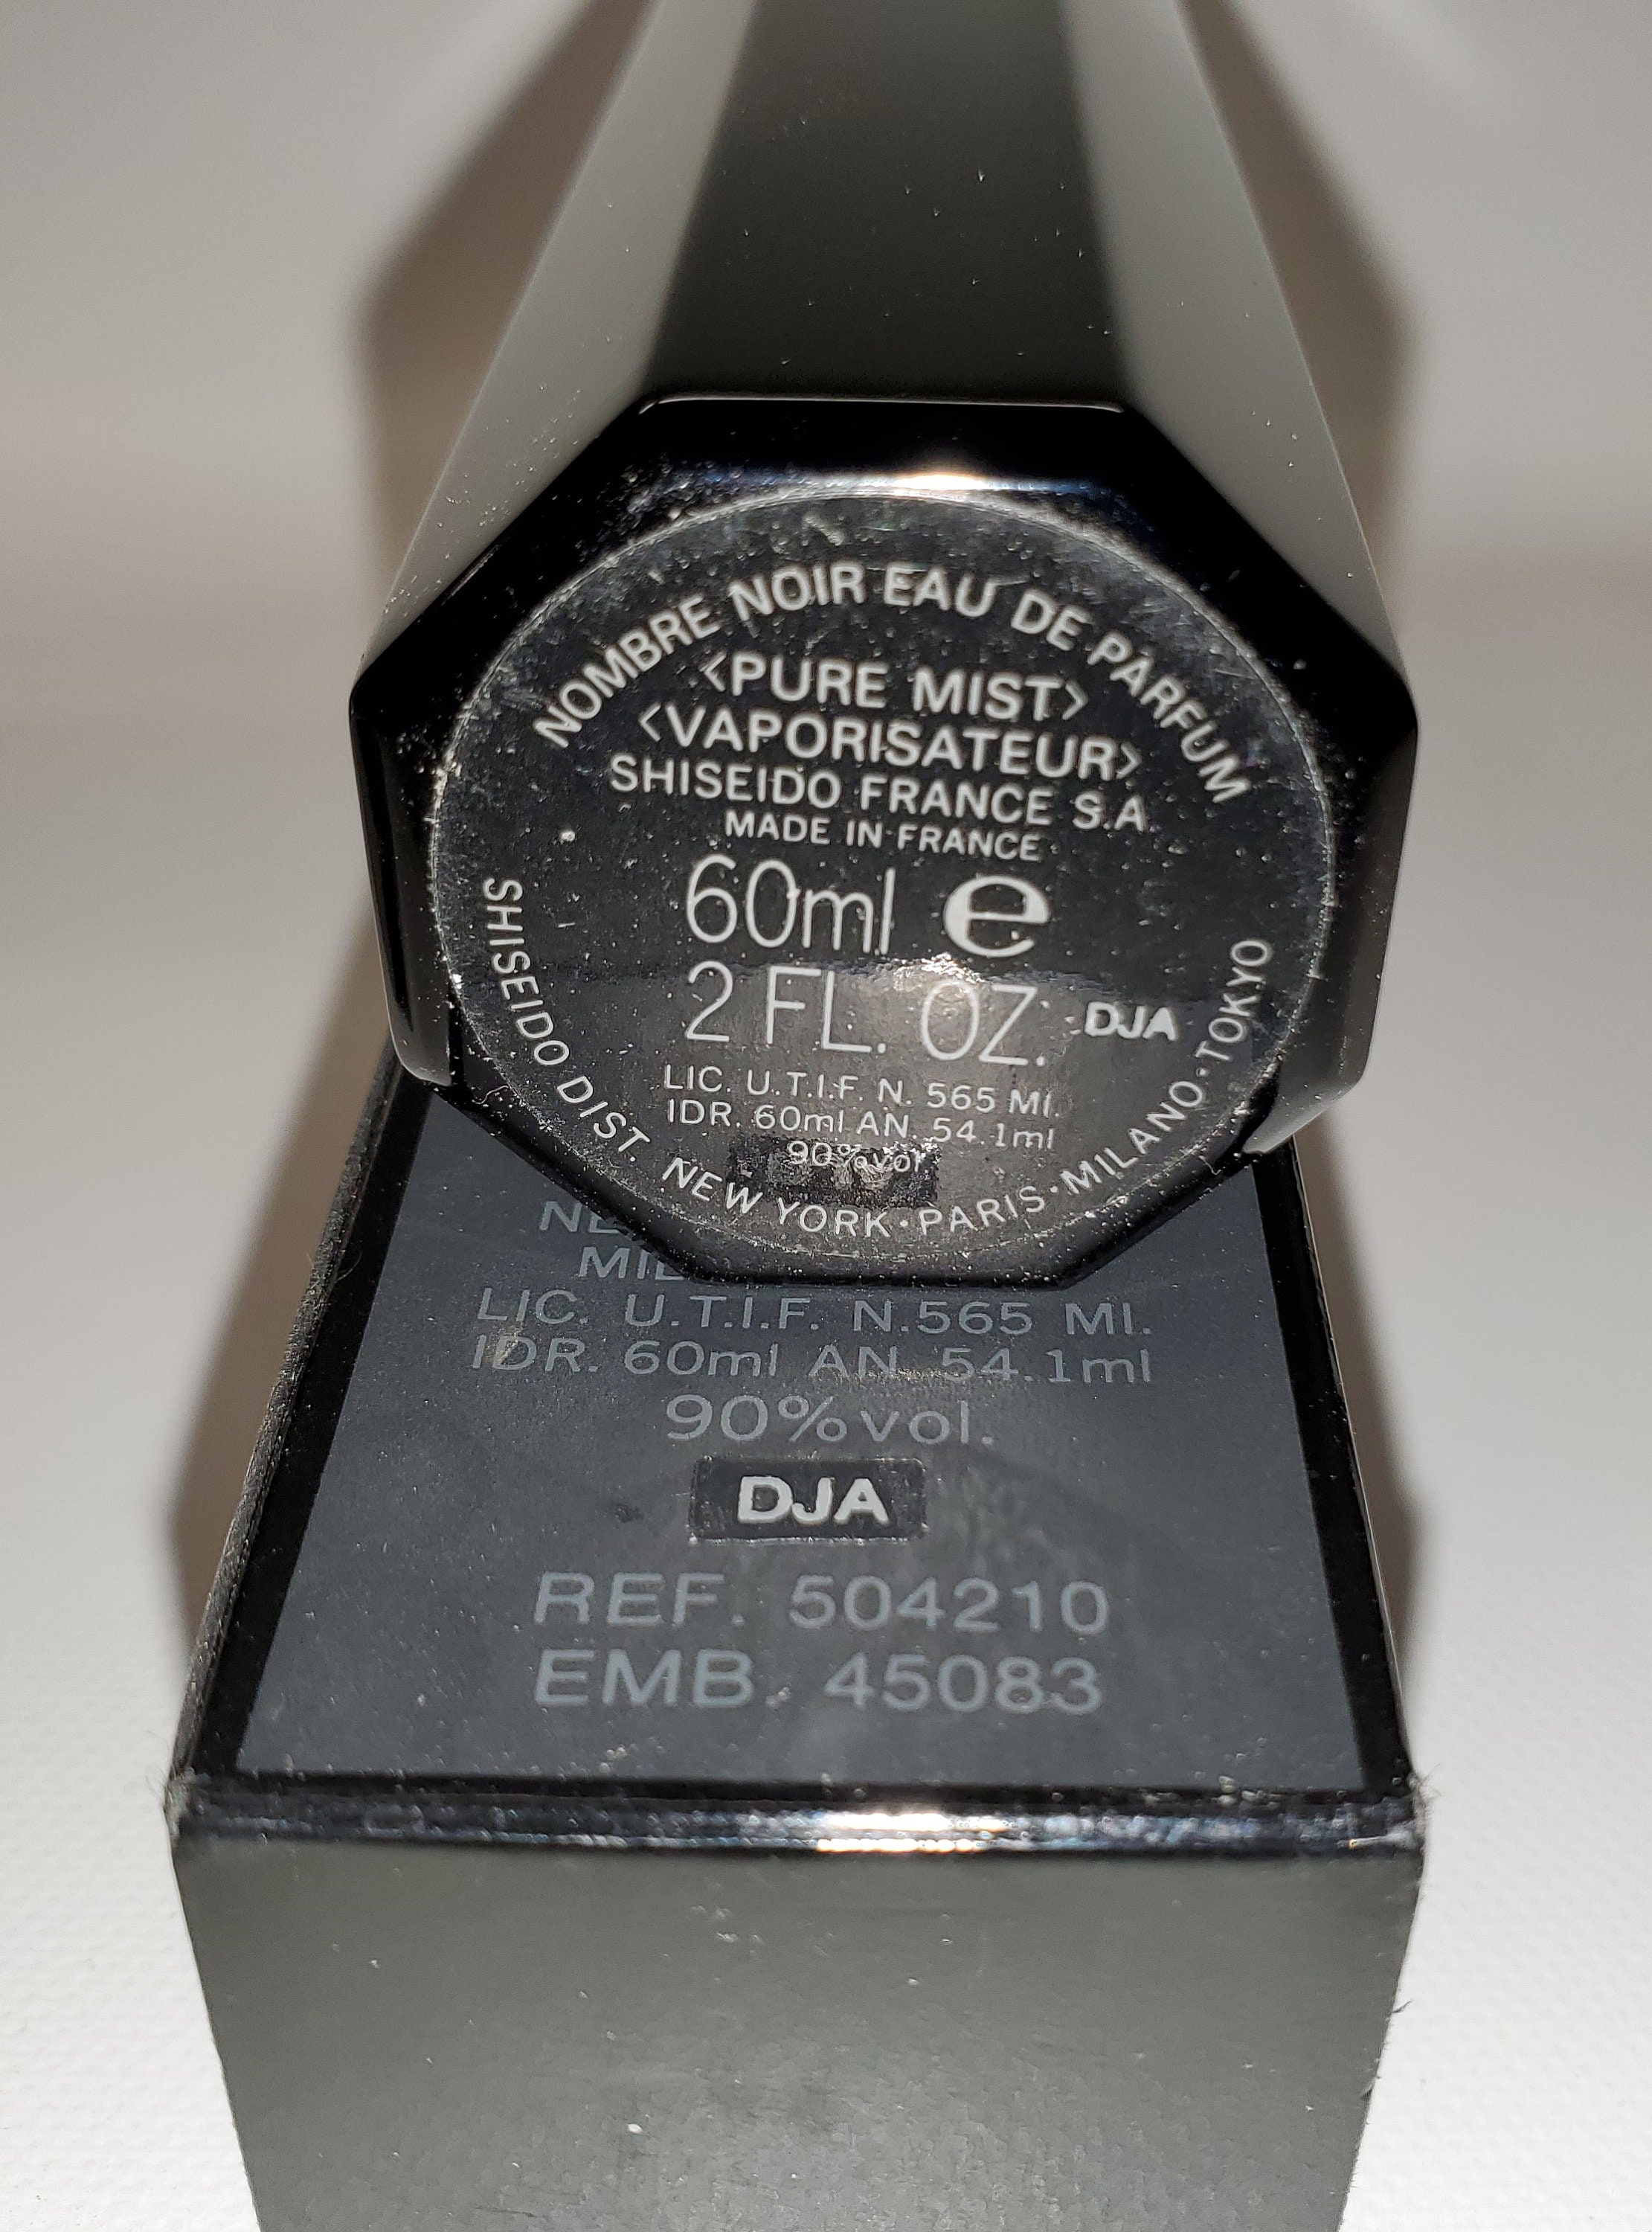 NOMBRE NOIR EAU DE PARFUM
<PURE MIST>
<VAPORISATEUR>
SHISEIDO FRANCE S.A
MADE IN FRANCE
60ml e
2 FL. OZ. DJA
LIC. U.T.I.F. N. 565 MI.
IDR. 60ml AN. 54.1ml
90%vol
SHISEIDO DIST. NEW YORK·PARIS·MILANO·TOKYO
LIC. U.T.I.F. N.565 MI.
IDR. 60ml AN. 54.1ml
90%vol.
DJA
REF. 504210
EMB. 45083